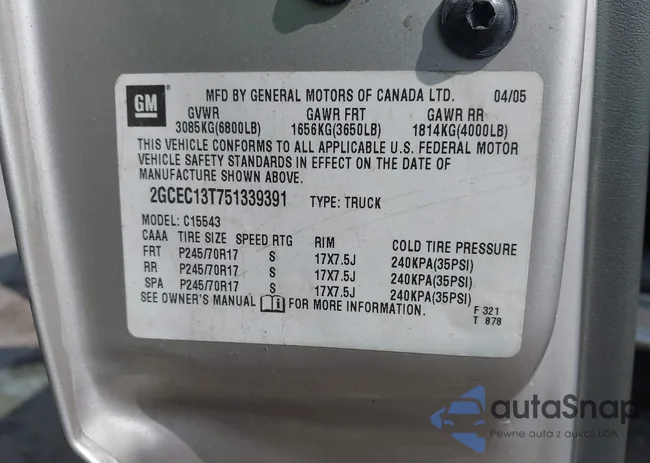 GM MFD BY GENERAL MOTORS OF CANADA LTD. 04/05
GVWR GAWR FRT GAWR RR
3085KG(6800LB) 1656KG(3650LB) 1814KG(4000LB)
THIS VEHICLE CONFORMS TO ALL APPLICABLE U.S. FEDERAL MOTOR
VEHICLE SAFETY STANDARDS IN EFFECT ON THE DATE OF
MANUFACTURE SHOWN ABOVE.
2GCEC13T751339391 TYPE: TRUCK
MODEL: C15543
CAAA TIRE SIZE SPEED RTG RIM COLD TIRE PRESSURE
FRT P245/70R17 S 17X7.5J 240KPA(35PSI)
RR P245/70R17 S 17X7.5J 240KPA(35PSI)
SPA P245/70R17 S 17X7.5J 240KPA(35PSI)
SEE OWNER'S MANUAL i FOR MORE INFORMATION.
F 321
T 878
autaSnap
Pewne auta z aukcji USA